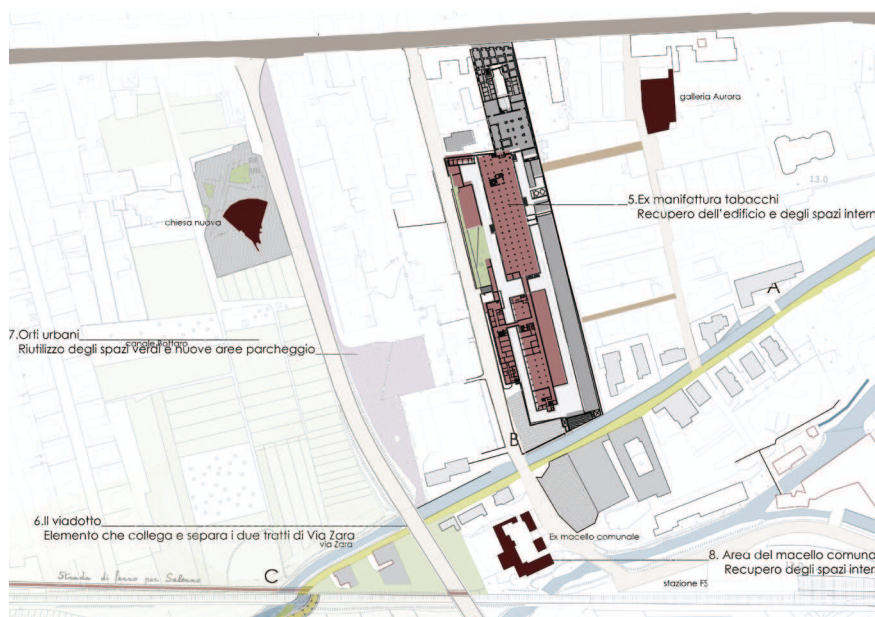 galleria Aurora
13.0
5.Ex manifattura tabacchi
Recupero dell'edificio e degli spazi intern
chiesa nuova
A
7.Orti urbani
canale Bottaro
Riutilizzo degli spazi verdi e nuove aree parcheggio
B
6.Il viadotto
Elemento che collega e separa i due tratti di Via Zara
via Zara
Ex macello comunale
8. Area del macello comuna
Recupero degli spazi inter
Strada di ferro per Salerno
C
stazione FS